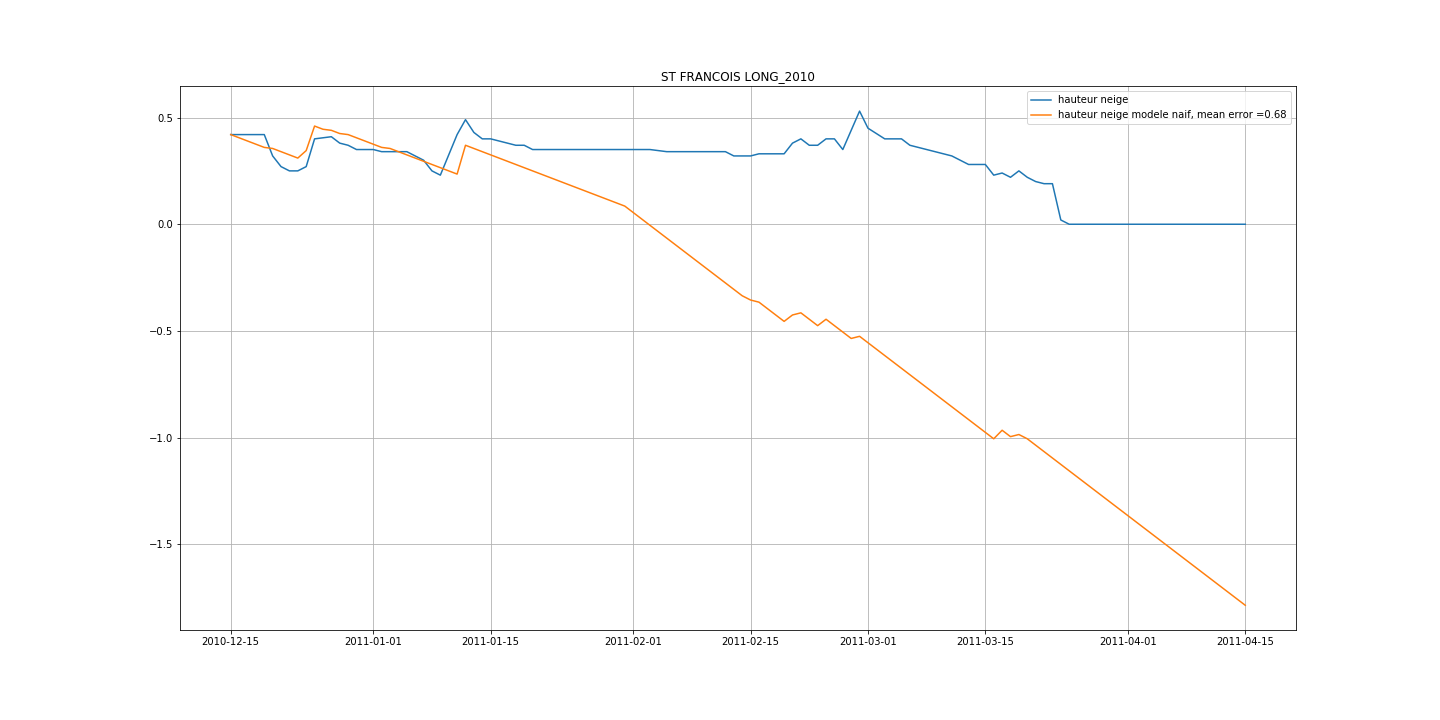 ST FRANCOIS LONG_2010
hauteur neige
hauteur neige modele naif, mean error =0.68
0.5
0.0
−0.5
−1.0
−1.5
2010-12-15 2011-01-01 2011-01-15 2011-02-01 2011-02-15 2011-03-01 2011-03-15 2011-04-01 2011-04-15